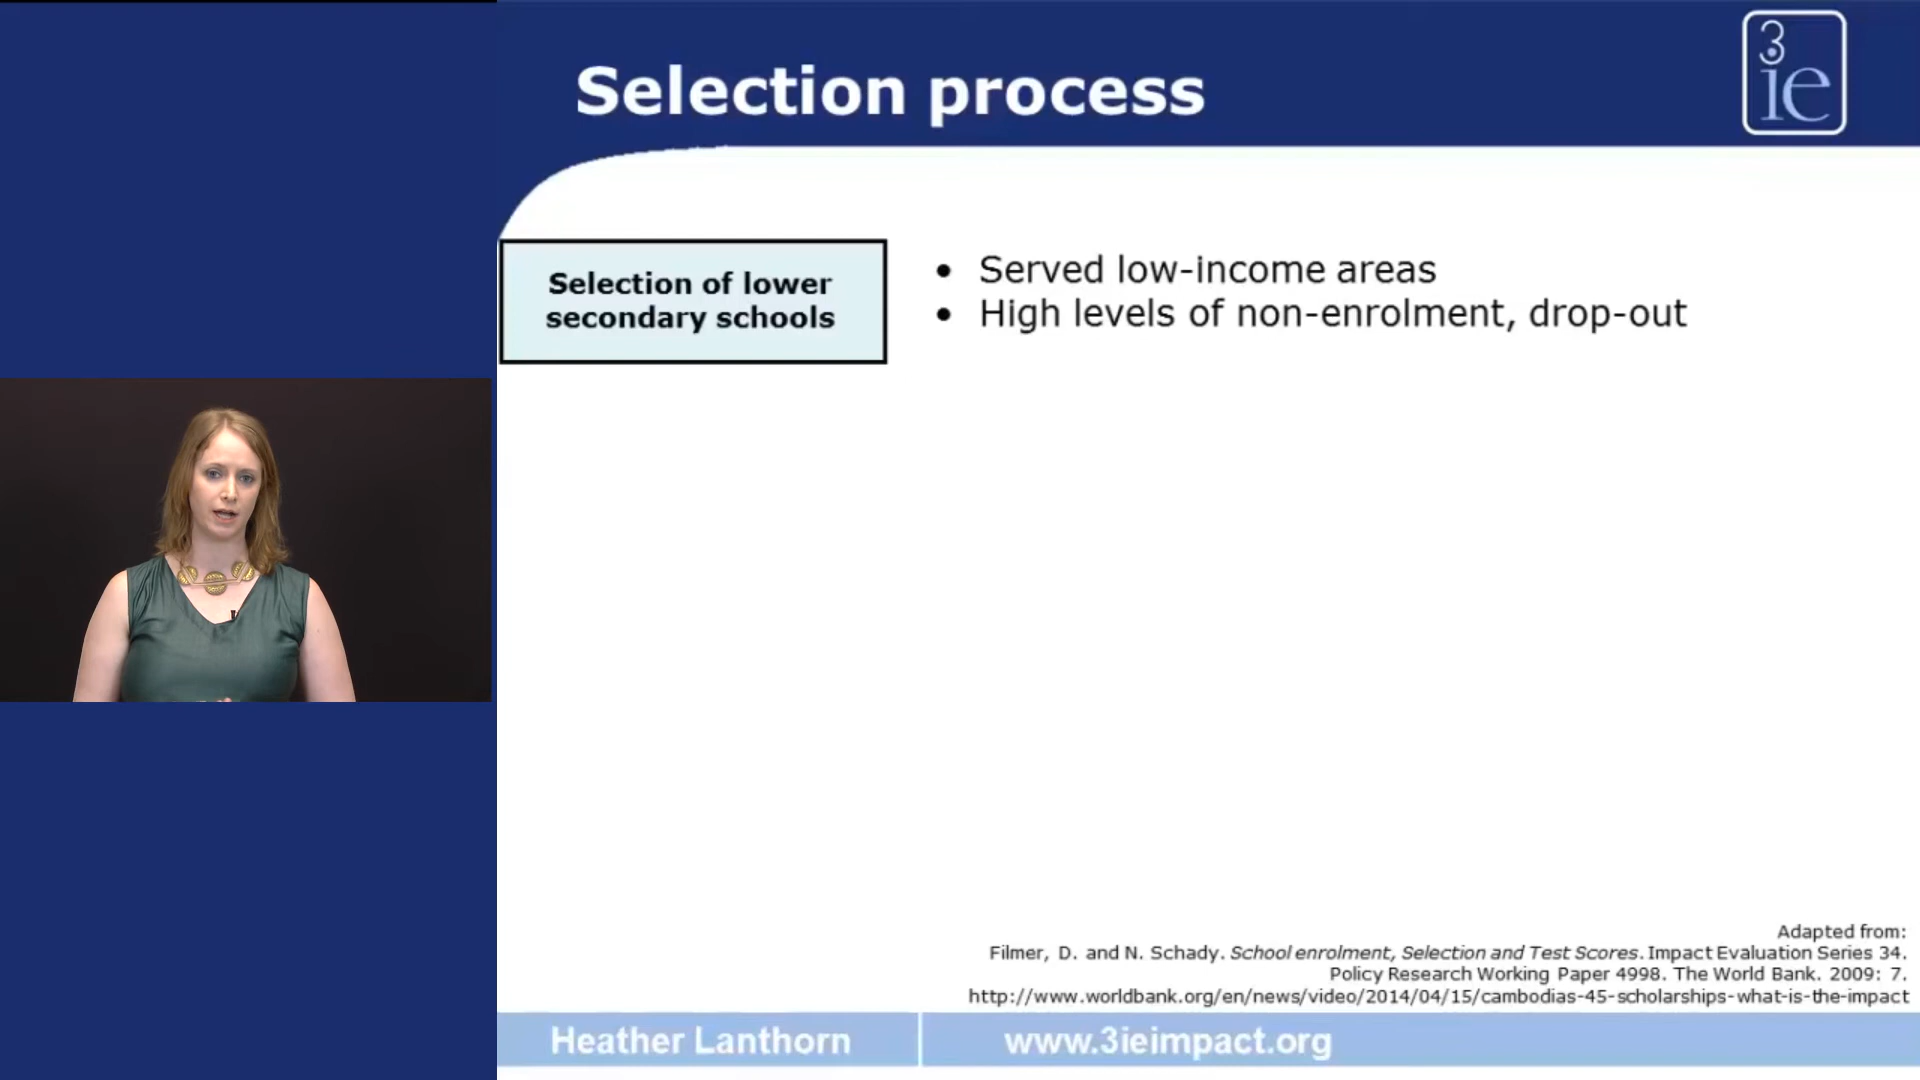 Selection process
3
ie
Selection of lower
secondary schools
• Served low-income areas
• High levels of non-enrolment, drop-out
Adapted from:
Filmer, D. and N. Schady. School enrolment, Selection and Test Scores. Impact Evaluation Series 34.
Policy Research Working Paper 4998. The World Bank. 2009: 7.
http://www.worldbank.org/en/news/video/2014/04/15/cambodias-45-scholarships-what-is-the-impact
Heather Lanthorn
www.3ieimpact.org